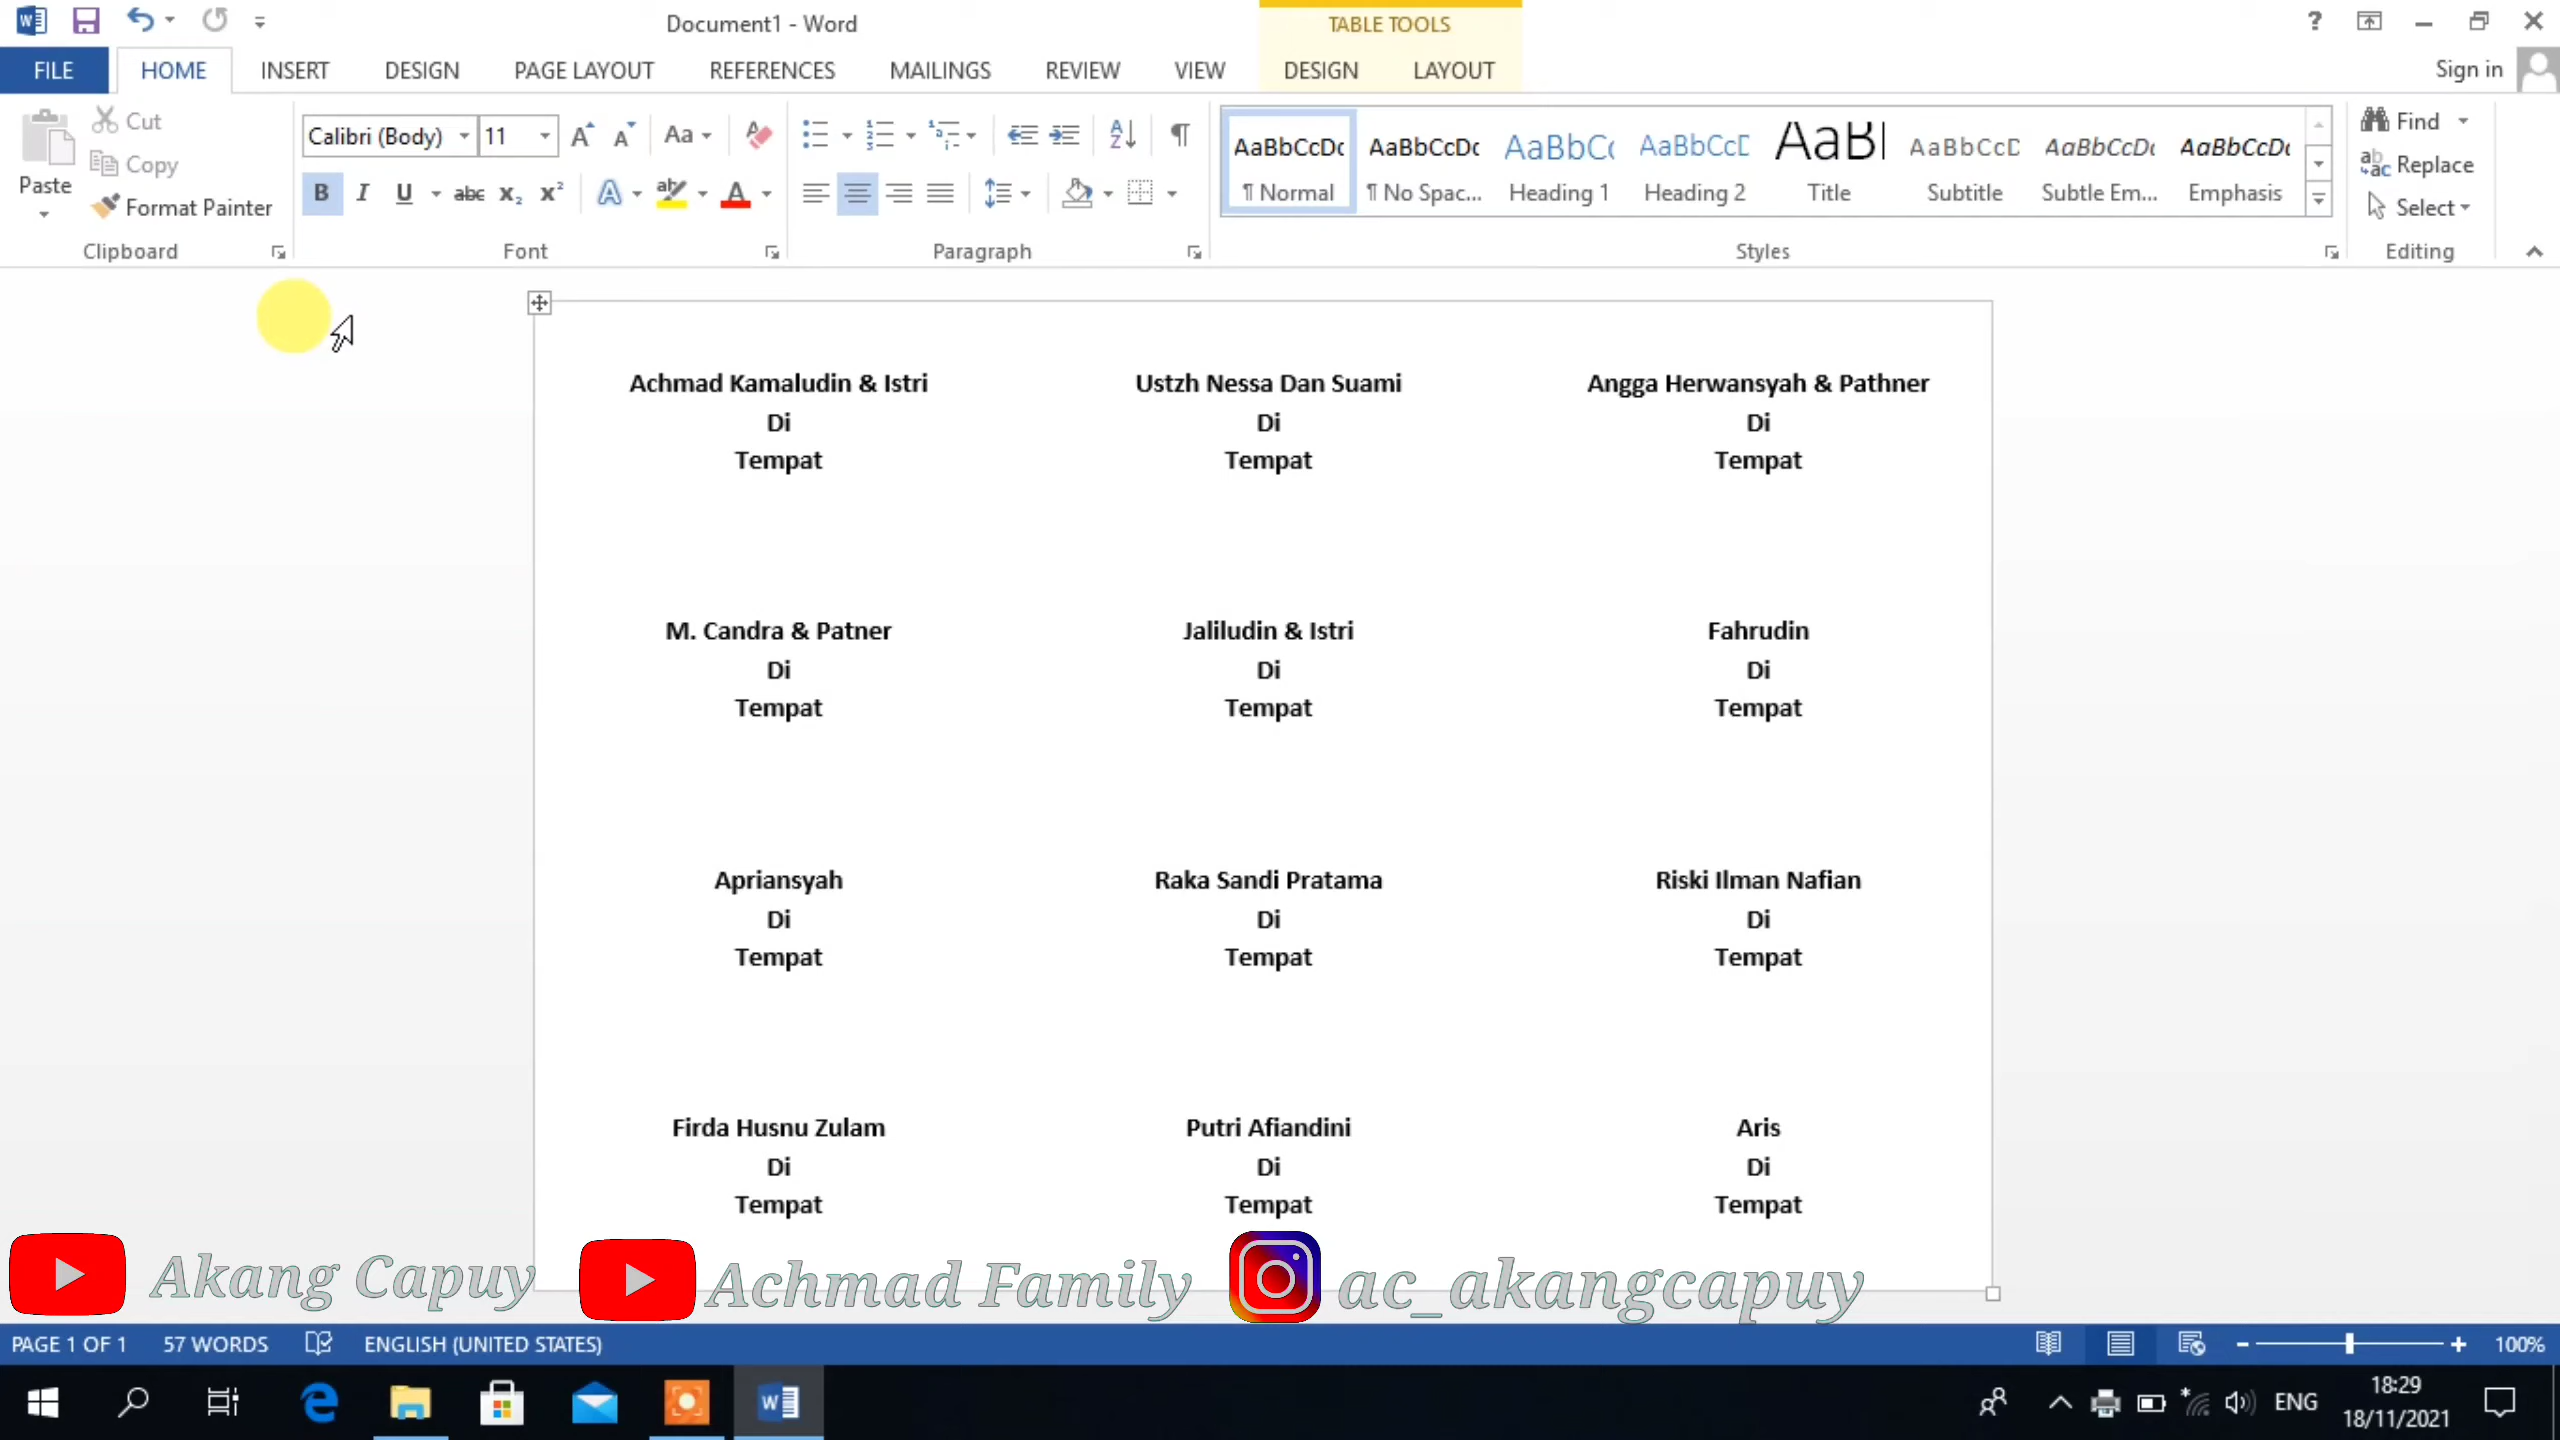 Document1 - Word
TABLE TOOLS
FILE
HOME
INSERT
DESIGN
PAGE LAYOUT
REFERENCES
MAILINGS
REVIEW
VIEW
DESIGN
LAYOUT
Sign in
Paste
Cut
Copy
Format Painter
Clipboard
Calibri (Body)
11
Font
Paragraph
AaBbCcDc
¶ Normal
AaBbCcDc
¶ No Spac...
AaBbCc
Heading 1
AaBbCcD
Heading 2
AaBb
Title
AaBbCcD
Subtitle
AaBbCcDc
Subtle Em...
AaBbCcDc
Emphasis
Styles
Find
Replace
Select
Editing
Achmad Kamaludin & Istri
Di
Tempat
Ustzh Nessa Dan Suami
Di
Tempat
Angga Herwansyah & Pathner
Di
Tempat
M. Candra & Patner
Di
Tempat
Jaliludin & Istri
Di
Tempat
Fahrudin
Di
Tempat
Apriansyah
Di
Tempat
Raka Sandi Pratama
Di
Tempat
Riski Ilman Nafian
Di
Tempat
Firda Husnu Zulam
Di
Tempat
Putri Afiandini
Di
Tempat
Aris
Di
Tempat
Akang Capuy
Achmad Family
ac_akangcapuy
PAGE 1 OF 1
57 WORDS
ENGLISH (UNITED STATES)
100%
ENG
18:29
18/11/2021